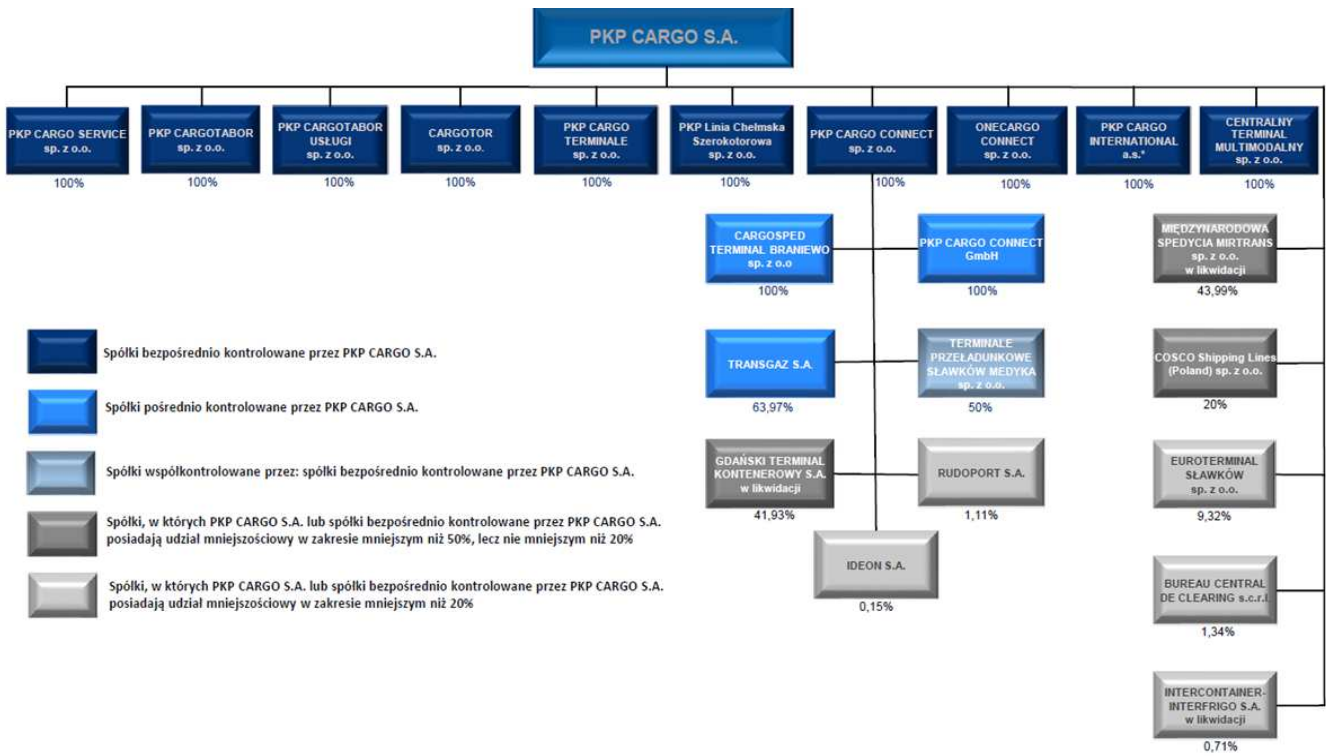 PKP CARGO S.A.
PKP CARGO SERVICE
sp. z o.o.
100%
PKP CARGOTABOR
sp. z o.o.
100%
PKP CARGOTABOR
USŁUGI
sp. z o.o.
100%
CARGOTOR
sp. z o.o.
100%
PKP CARGO
TERMINALE
sp. z o.o.
100%
PKP Linia Chełmska
Szerokotorowa
sp. z o.o.
100%
PKP CARGO CONNECT
sp. z o.o.
100%
ONECARGO
CONNECT
sp. z o.o.
100%
PKP CARGO
INTERNATIONAL
a.s.*
100%
CENTRALNY
TERMINAL
MULTIMODALNY
sp. z o.o.
100%
CARGOSPED
TERMINAL BRANIEWO
sp. z o.o
100%
PKP CARGO CONNECT
GmbH
100%
MIĘDZYNARODOWA
SPEDYCJA MIRTRANS
sp. z o.o.
w likwidacji
43,99%
TRANSGAZ S.A.
63,97%
TERMINALE
PRZEŁADUNKOWE
SŁAWKÓW MEDYKA
sp. z o.o.
50%
COSCO Shipping Lines
(Poland) sp. z o.o.
20%
GDAŃSKI TERMINAL
KONTENEROWY S.A.
w likwidacji
41,93%
RUDOPORT S.A.
1,11%
EUROTERMINAL
SŁAWKÓW
sp. z o.o.
9,32%
IDEON S.A.
0,15%
BUREAU CENTRAL
DE CLEARING s.c.r.l.
1,34%
INTERCONTAINER-
INTERFRIGO S.A.
w likwidacji
0,71%
Spółki bezpośrednio kontrolowane przez PKP CARGO S.A.
Spółki pośrednio kontrolowane przez PKP CARGO S.A.
Spółki współkontrolowane przez: spółki bezpośrednio kontrolowane przez PKP CARGO S.A.
Spółki, w których PKP CARGO S.A. lub spółki bezpośrednio kontrolowane przez PKP CARGO S.A.
posiadają udział mniejszościowy w zakresie mniejszym niż 50%, lecz nie mniejszym niż 20%
Spółki, w których PKP CARGO S.A. lub spółki bezpośrednio kontrolowane przez PKP CARGO S.A.
posiadają udział mniejszościowy w zakresie mniejszym niż 20%